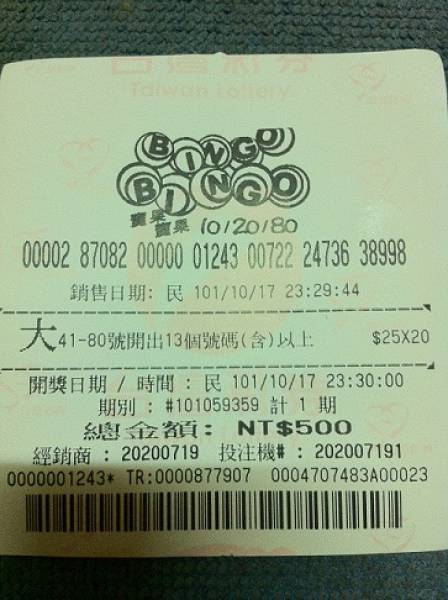 台灣彩券
Taiwan Lottery
BINGO
BINGO
賓果
賓果 10/20/80
00002 87082 00000 01243 00722 24736 38998
銷售日期: 民 101/10/17 23:29:44
大 41-80號開出13個號碼(含)以上 $25X20
開獎日期 / 時間 : 民 101/10/17 23:30:00
期別 : #101059359 計 1 期
總金額: NT$500
經銷商 : 20200719 投注機# : 202007191
0000001243* TR:0000877907 0004707483A00023